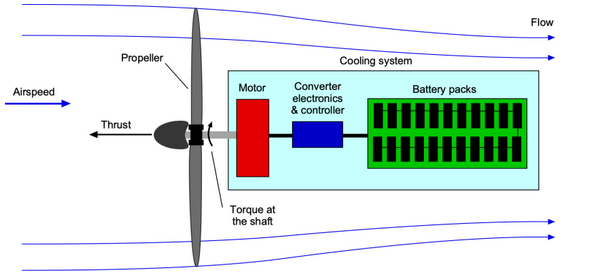 Flow
Propeller
Cooling system
Airspeed
Motor
Converter
electronics
& controller
Battery packs
Thrust
Torque at
the shaft